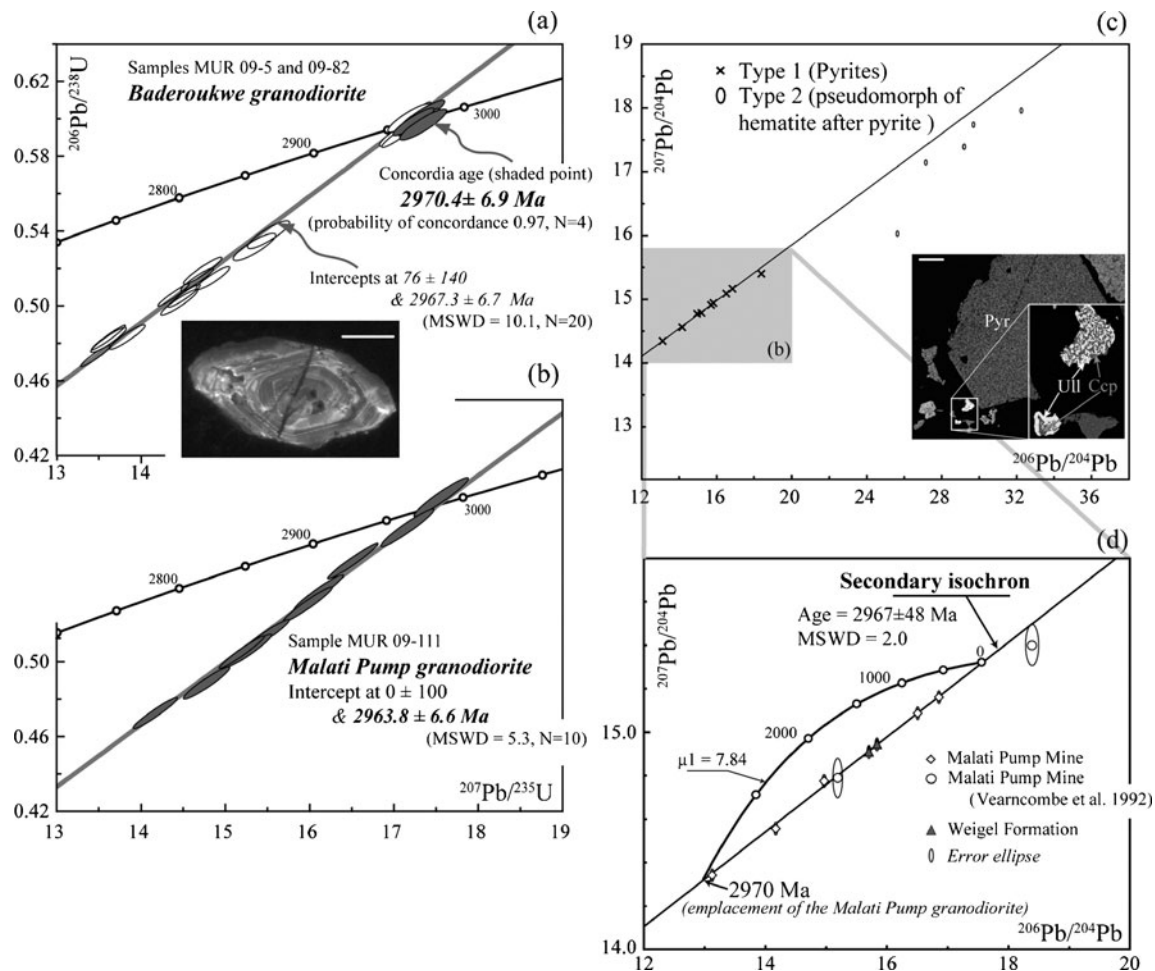 (a)
0.62
0.58
0.54
0.50
0.46
0.42
²⁰⁶Pb/²³⁸U
Samples MUR 09-5 and 09-82
Baderoukwe granodiorite
2800
2900
3000
Concordia age (shaded point)
2970.4± 6.9 Ma
(probability of concordance 0.97, N=4)
Intercepts at 76 ± 140
& 2967.3 ± 6.7 Ma
(MSWD = 10.1, N=20)
13
14
(b)
0.50
0.46
0.42
2800
2900
3000
Sample MUR 09-111
Malati Pump granodiorite
Intercept at 0 ± 100
& 2963.8 ± 6.6 Ma
(MSWD = 5.3, N=10)
²⁰⁷Pb/²³⁵U
13 14 15 16 17 18 19
(c)
19
18
17
16
15
14
13
²⁰⁷Pb/²⁰⁴Pb
× Type 1 (Pyrites)
Type 2 (pseudomorph of
hematite after pyrite )
(b)
Pyr
Ull
Ccp
²⁰⁶Pb/²⁰⁴Pb
12 16 20 24 28 32 36
(d)
²⁰⁷Pb/²⁰⁴Pb
15.0
14.0
Secondary isochron
Age = 2967±48 Ma
MSWD = 2.0
0
1000
2000
μ1 = 7.84
Malati Pump Mine
Malati Pump Mine
(Vearncombe et al. 1992)
Weigel Formation
Error ellipse
2970 Ma
(emplacement of the Malati Pump granodiorite)
²⁰⁶Pb/²⁰⁴Pb
12 14 16 18 20